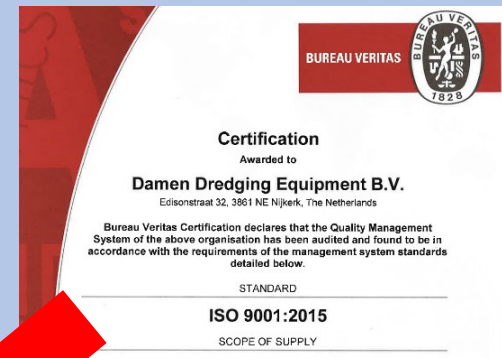 BUREAU VERITAS
BUREAU VERITAS
1828
Certification
Awarded to
Damen Dredging Equipment B.V.
Edisonstraat 32, 3861 NE Nijkerk, The Netherlands
Bureau Veritas Certification declares that the Quality Management
System of the above organisation has been audited and found to be in
accordance with the requirements of the management system standards
detailed below.
STANDARD
ISO 9001:2015
SCOPE OF SUPPLY